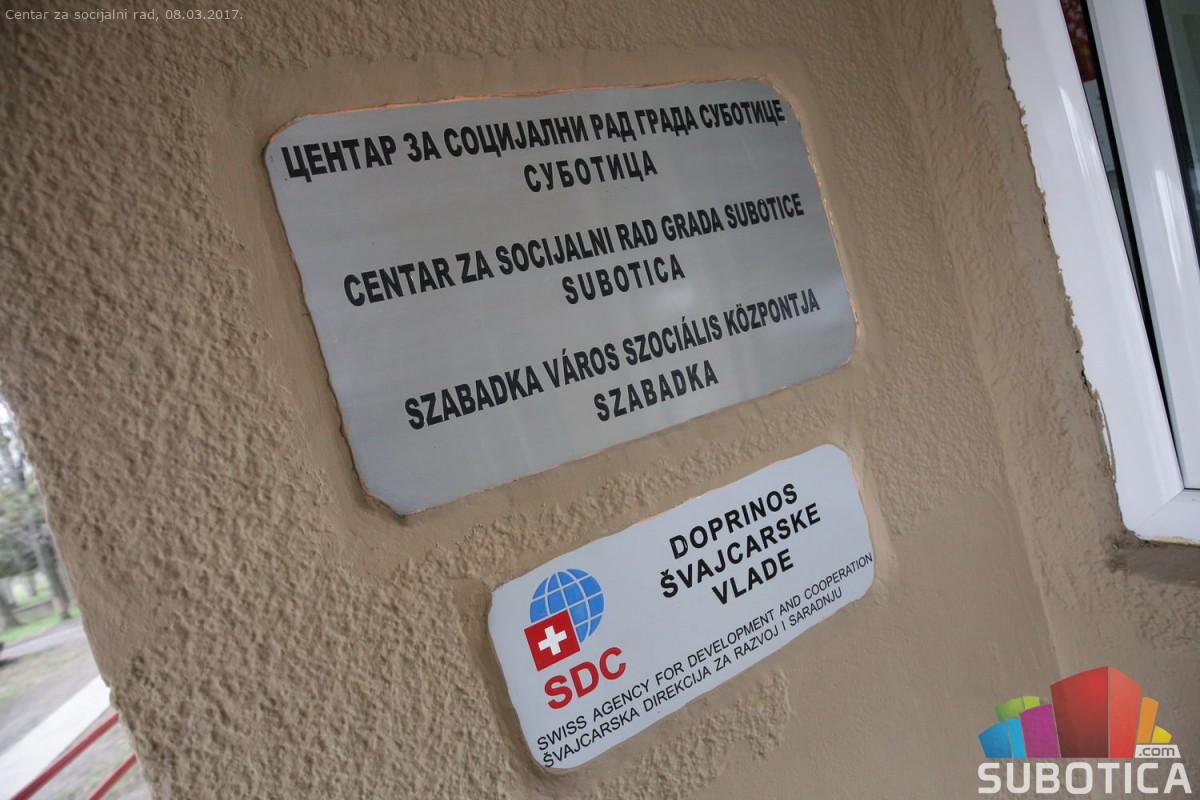 Centar za socijalni rad, 08.03.2017.
ЦЕНТАР ЗА СОЦИЈАЛНИ РАД ГРАДА СУБОТИЦЕ
СУБОТИЦА
CENTAR ZA SOCIJALNI RAD GRADA SUBOTICE
SUBOTICA
SZABADKA VÁROS SZOCIÁLIS KÖZPONTJA
SZABADKA
DOPRINOS
ŠVAJCARSKE
VLADE
SDC
SWISS AGENCY FOR DEVELOPMENT AND COOPERATION
ŠVAJCARSKA DIREKCIJA ZA RAZVOJ I SARADNJU
.com
SUBOTICA